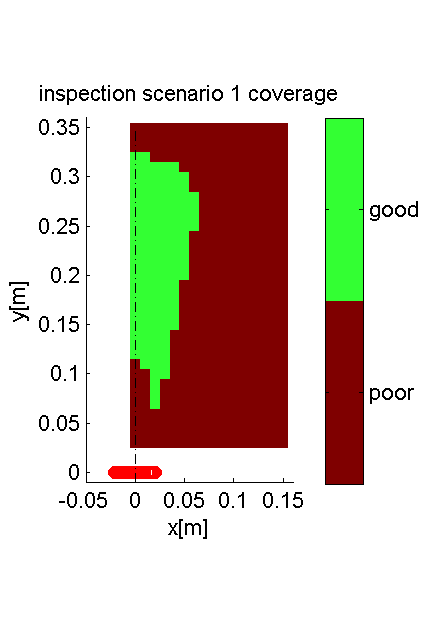 inspection scenario 1 coverage
0.35
0.3
0.25
0.2
0.15
0.1
0.05
0
y[m]
-0.05 0 0.05 0.1 0.15
x[m]
good
poor